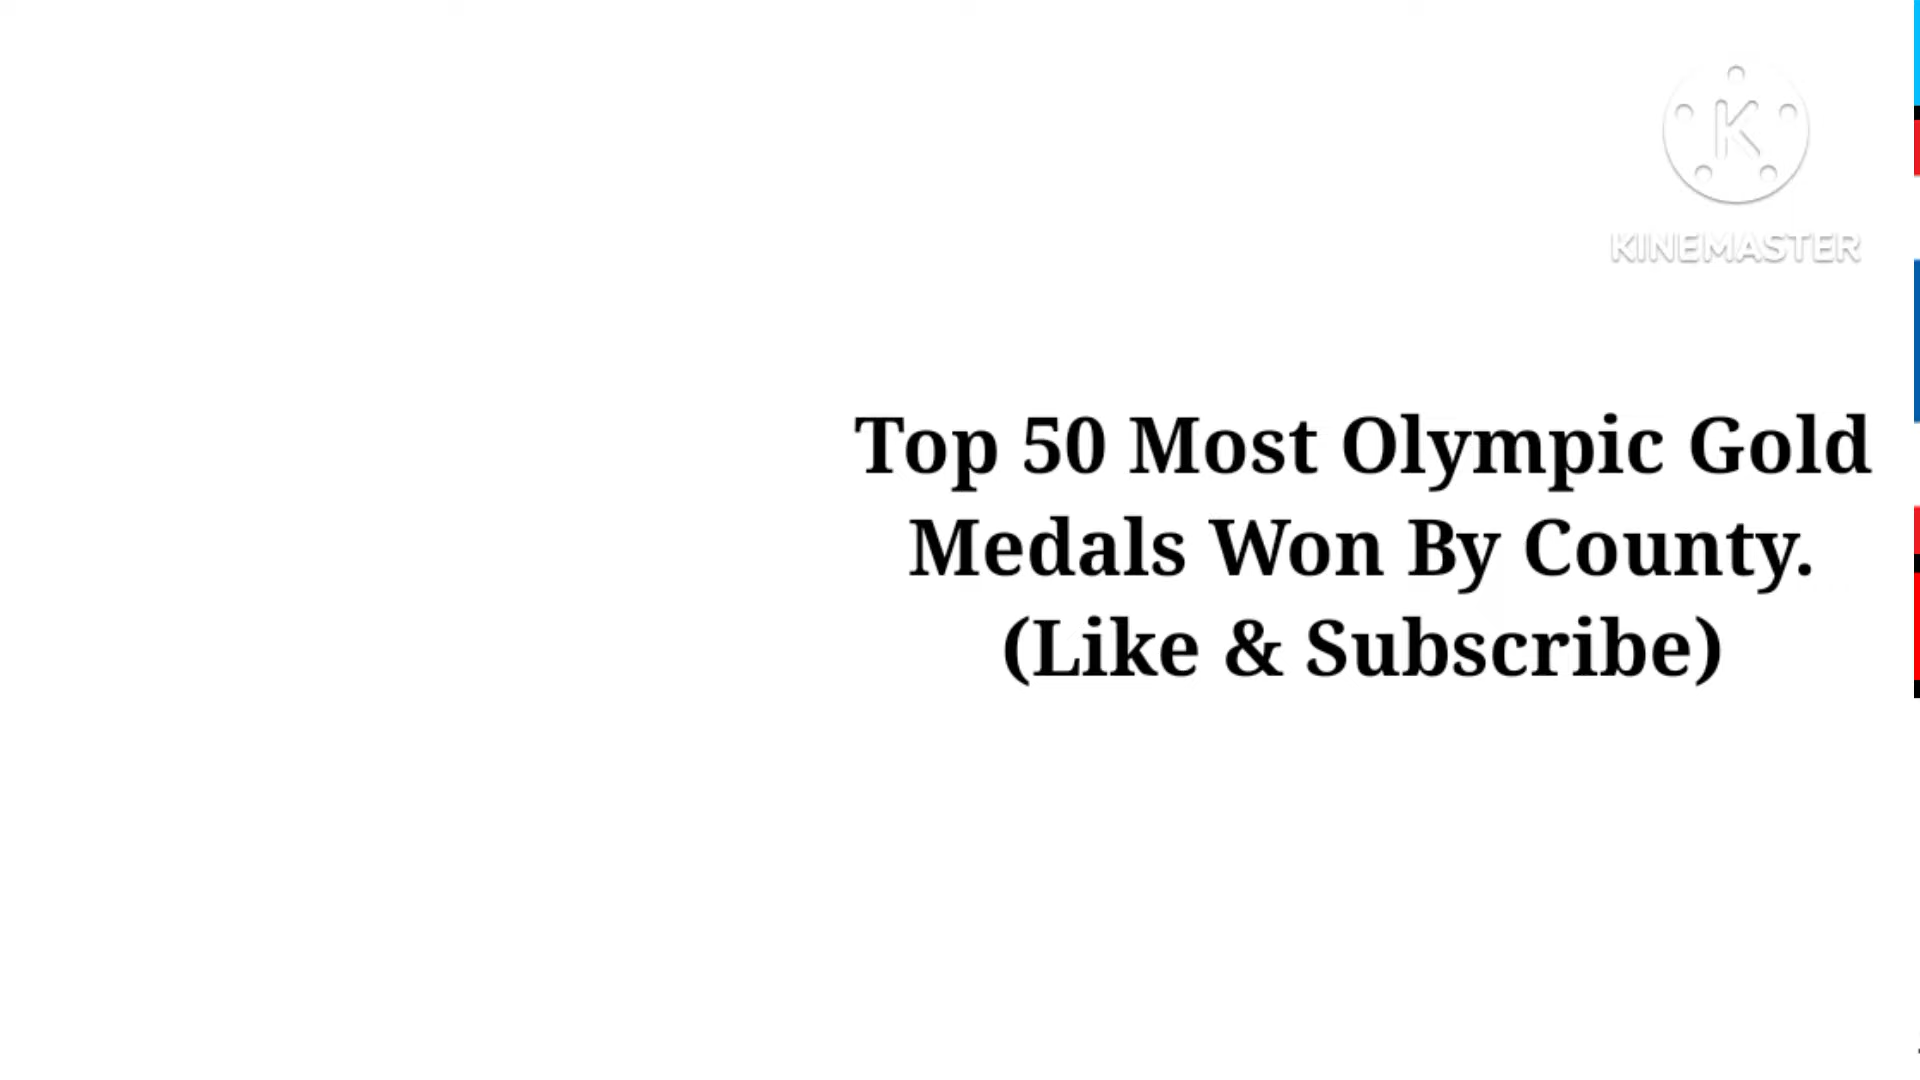 K
KINEMASTER
Top 50 Most Olympic Gold
Medals Won By County.
(Like & Subscribe)